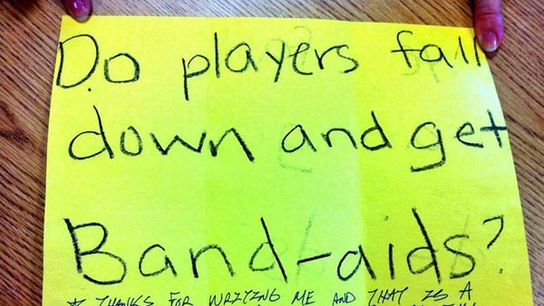 Do players fall
down and get
Band-aids?
* THANKS FOR WRITING ME AND THAT IS A